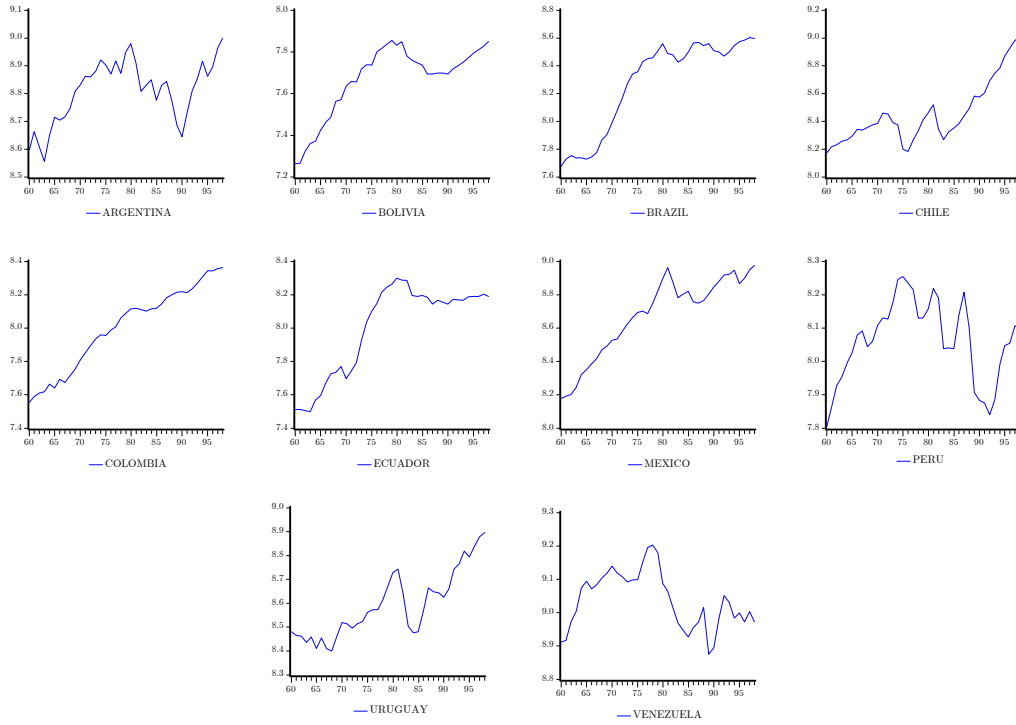 9.1 9.0 8.9 8.8 8.7 8.6 8.5
60 65 70 75 80 85 90 95
ARGENTINA
8.0 7.8 7.6 7.4 7.2
60 65 70 75 80 85 90 95
BOLIVIA
8.8 8.6 8.4 8.2 8.0 7.8 7.6
60 65 70 75 80 85 90 95
BRAZIL
9.2 9.0 8.8 8.6 8.4 8.2 8.0
60 65 70 75 80 85 90 95
CHILE
8.4 8.2 8.0 7.8 7.6 7.4
60 65 70 75 80 85 90 95
COLOMBIA
8.4 8.2 8.0 7.8 7.6 7.4
60 65 70 75 80 85 90 95
ECUADOR
9.0 8.8 8.6 8.4 8.2 8.0
60 65 70 75 80 85 90 95
MEXICO
8.3 8.2 8.1 8.0 7.9 7.8
60 65 70 75 80 85 90 95
PERU
9.0 8.9 8.8 8.7 8.6 8.5 8.4 8.3
60 65 70 75 80 85 90 95
URUGUAY
9.3 9.2 9.1 9.0 8.9 8.8
60 65 70 75 80 85 90 95
VENEZUELA